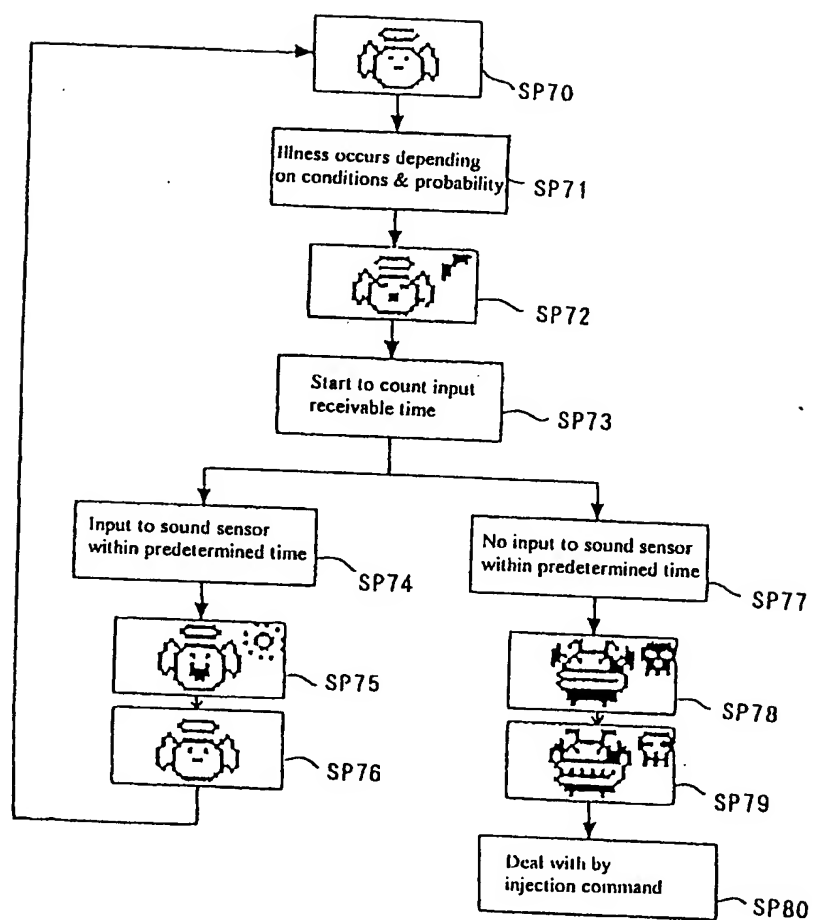 SP70
Illness occurs depending
on conditions & probability
SP71
SP72
Start to count input
receivable time
SP73
Input to sound sensor
within predetermined time
SP74
No input to sound sensor
within predetermined time
SP77
SP75
SP78
SP76
SP79
Deal with by
injection command
SP80